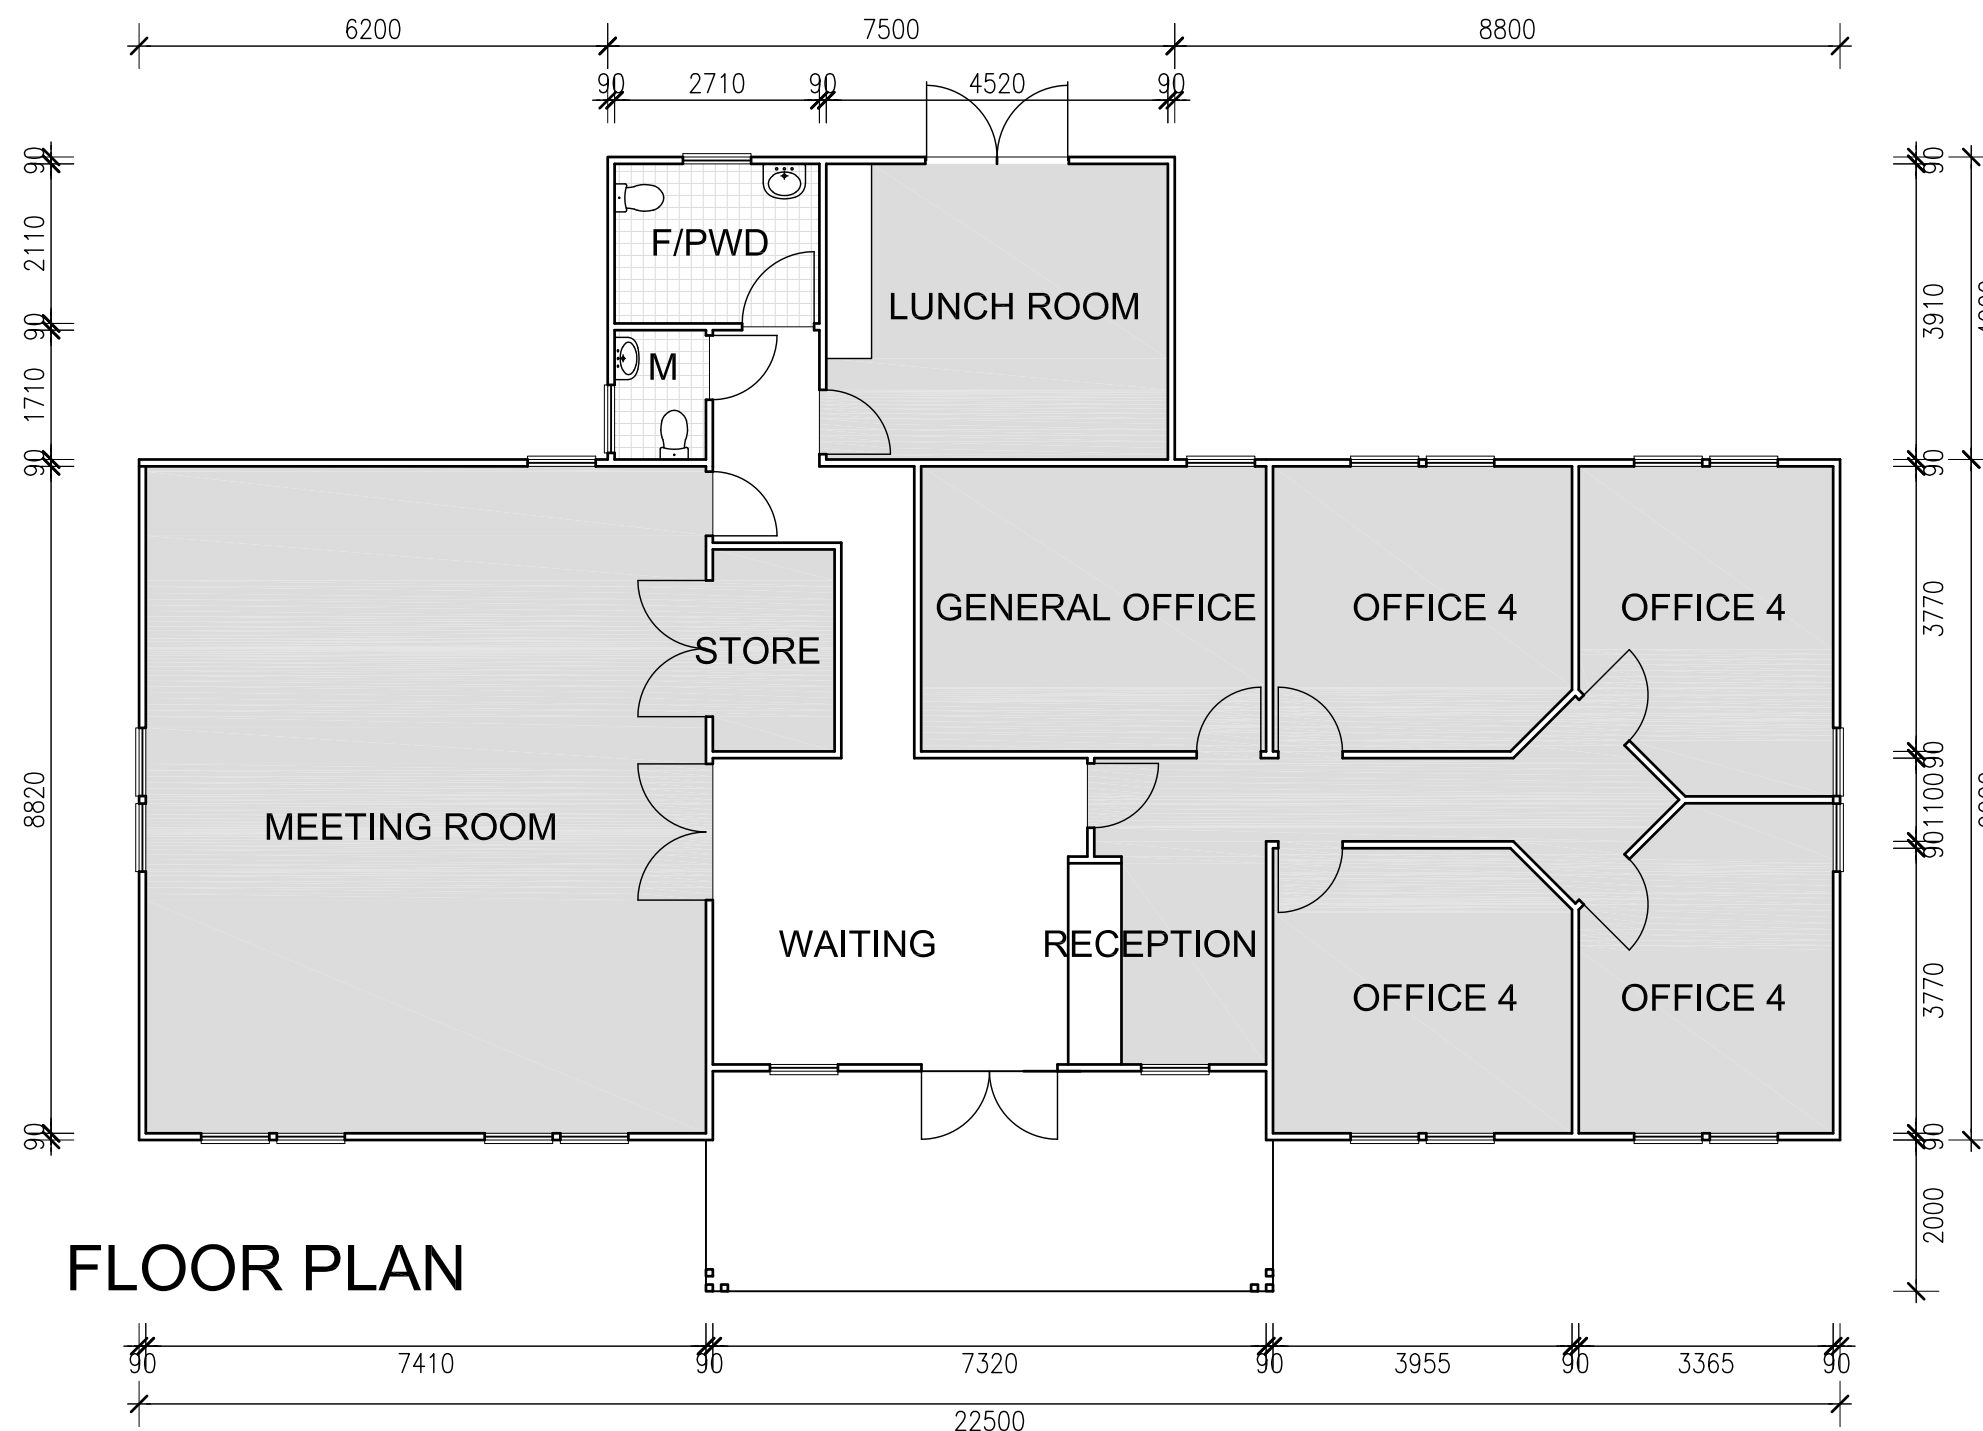 6200 7500 8800
90 2710 90 4520 90
90
2110
90
1710
90
8820
90
90
3910
90
3770
90
1100
90
3770
90
2000
F/PWD
LUNCH ROOM
M
GENERAL OFFICE
OFFICE 4
OFFICE 4
STORE
MEETING ROOM
WAITING
RECEPTION
OFFICE 4
OFFICE 4
FLOOR PLAN
90 7410 90 7320 90 3955 90 3365 90
22500